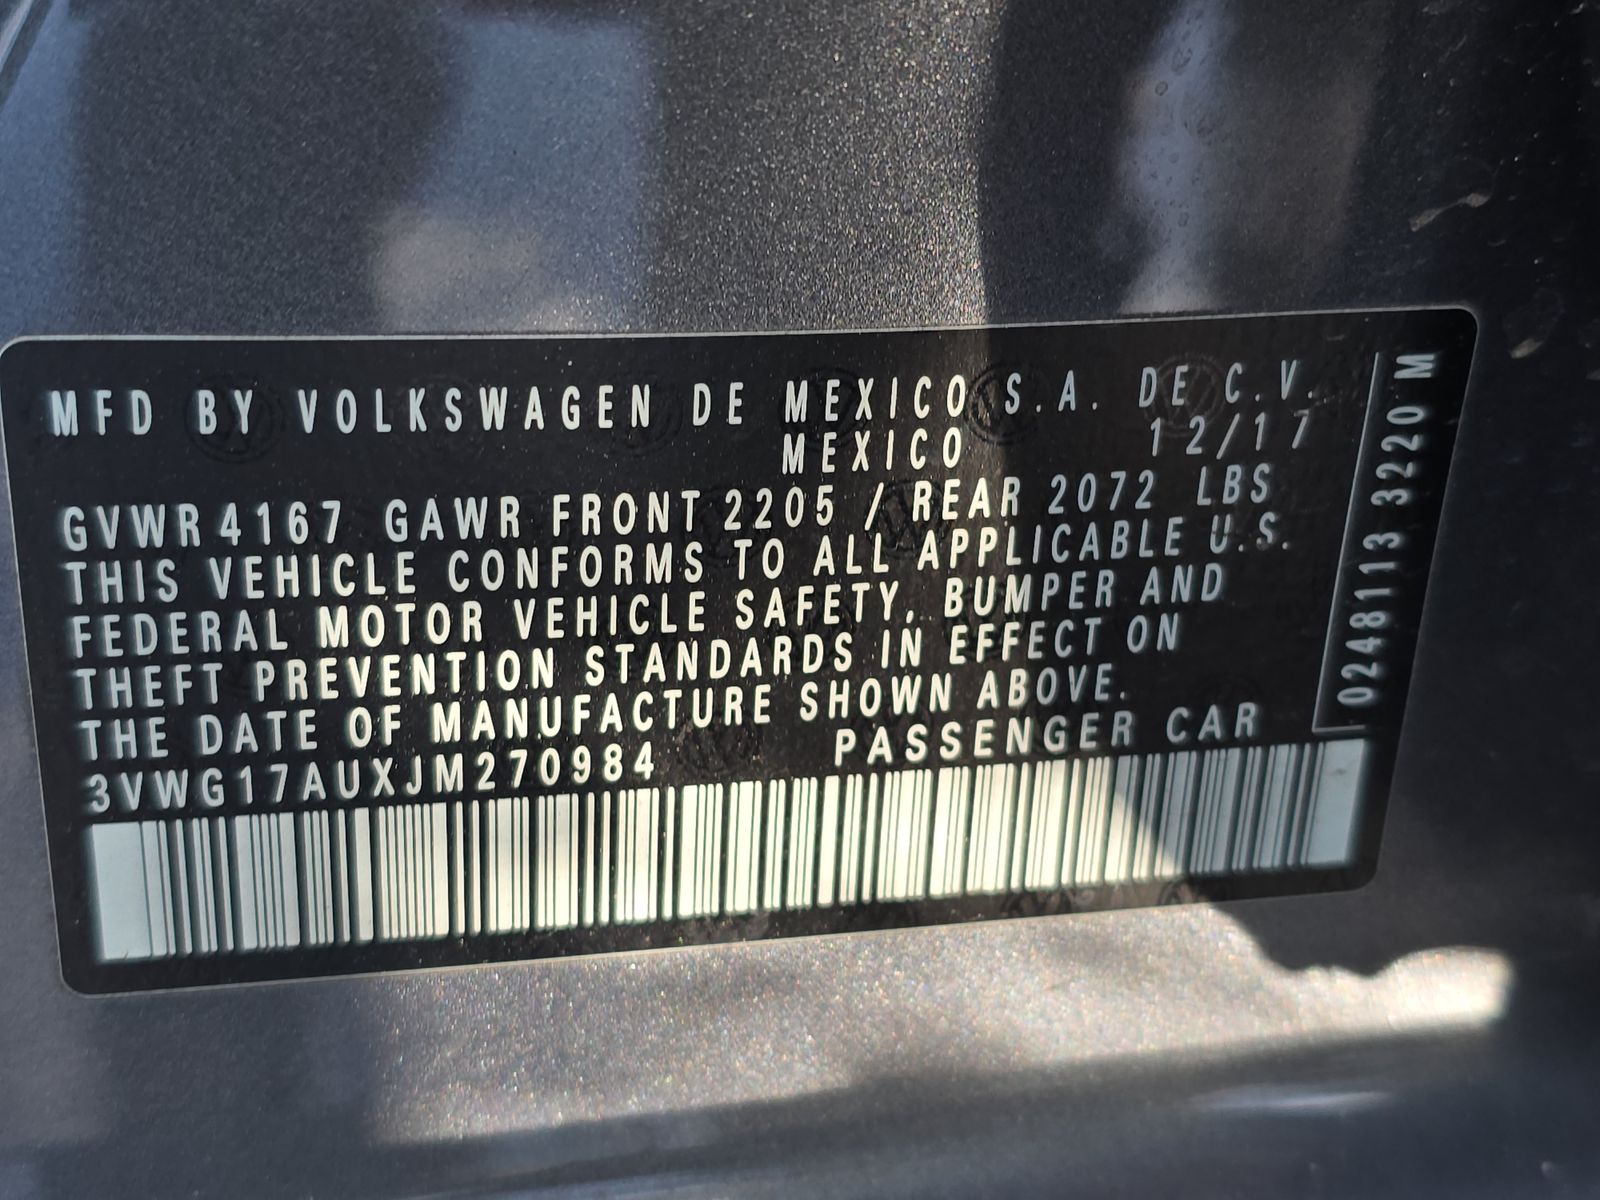 MFD BY VOLKSWAGEN DE MEXICO S.A. DE C.V.
MEXICO 12/17
GVWR 4167 GAWR FRONT 2205 / REAR 2072 LBS
THIS VEHICLE CONFORMS TO ALL APPLICABLE U.S.
FEDERAL MOTOR VEHICLE SAFETY, BUMPER AND
THEFT PREVENTION STANDARDS IN EFFECT ON
THE DATE OF MANUFACTURE SHOWN ABOVE.
3VWG17AUXJM270984 PASSENGER CAR
0248113 3220 M